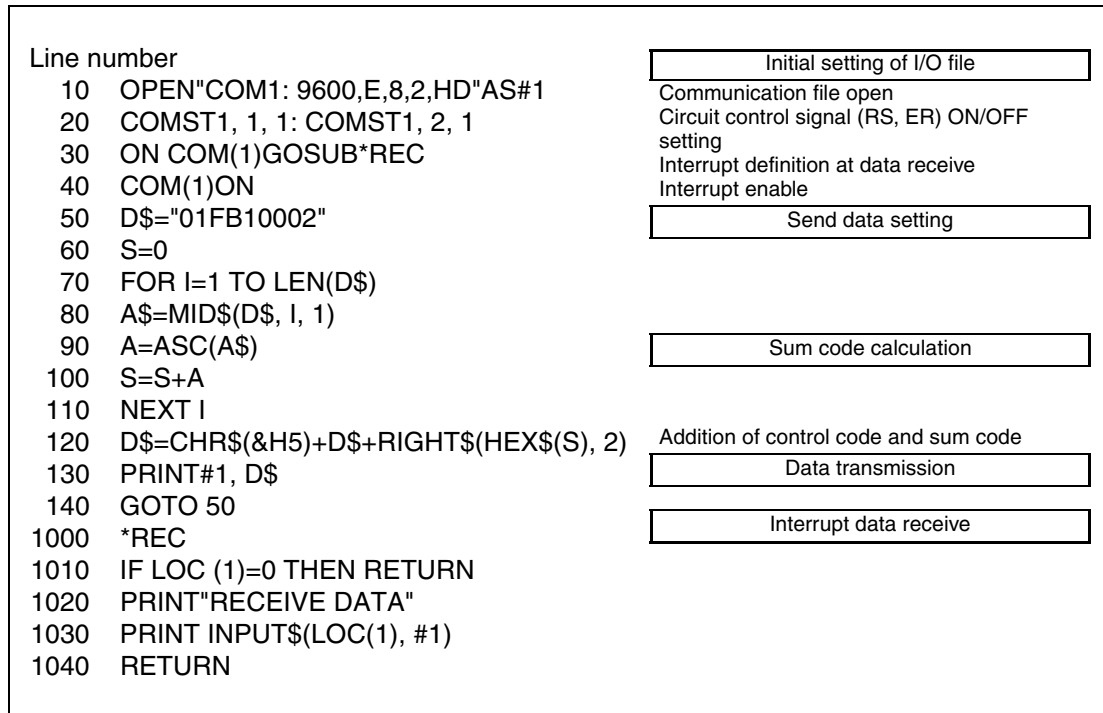 Line number
10 OPEN"COM1: 9600,E,8,2,HD"AS#1
20 COMST1, 1, 1: COMST1, 2, 1
30 ON COM(1)GOSUB*REC
40 COM(1)ON
50 D$="01FB10002"
60 S=0
70 FOR I=1 TO LEN(D$)
80 A$=MID$(D$, I, 1)
90 A=ASC(A$)
100 S=S+A
110 NEXT I
120 D$=CHR$(&H5)+D$+RIGHT$(HEX$(S), 2)
130 PRINT#1, D$
140 GOTO 50
1000 *REC
1010 IF LOC (1)=0 THEN RETURN
1020 PRINT"RECEIVE DATA"
1030 PRINT INPUT$(LOC(1), #1)
1040 RETURN
Initial setting of I/O file
Communication file open
Circuit control signal (RS, ER) ON/OFF
setting
Interrupt definition at data receive
Interrupt enable
Send data setting
Sum code calculation
Addition of control code and sum code
Data transmission
Interrupt data receive